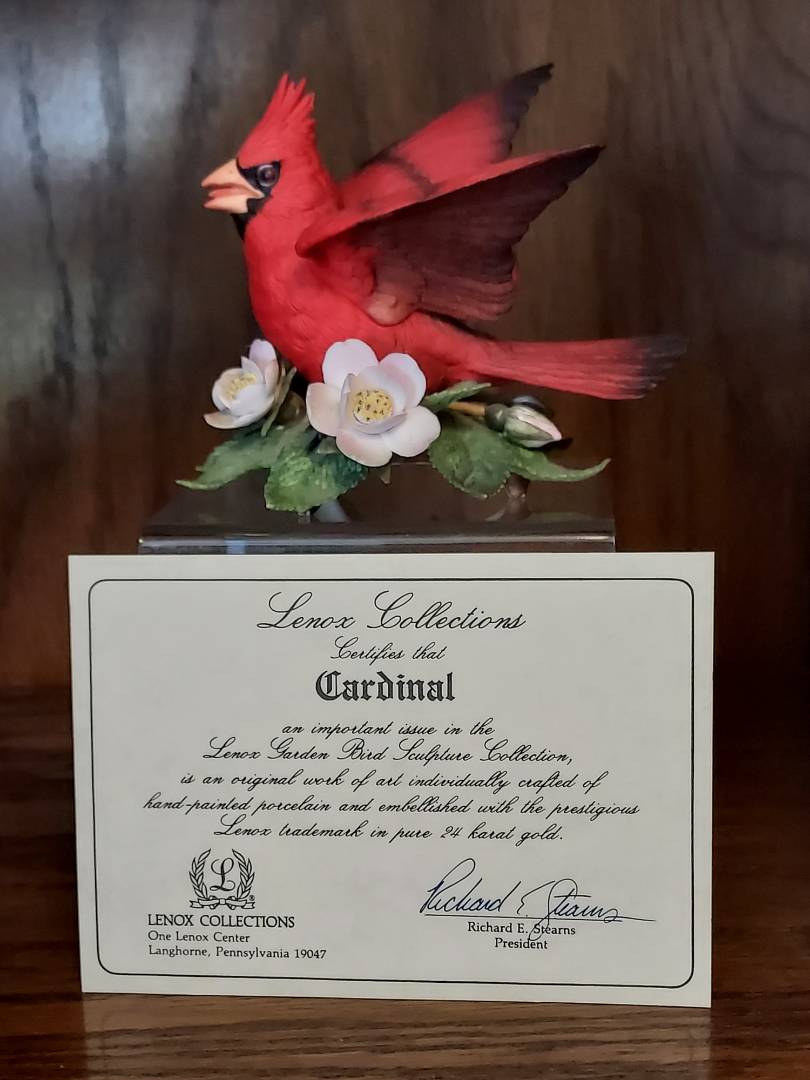 Lenox Collections
Certifies that
Cardinal
an important issue in the
Lenox Garden Bird Sculpture Collection,
is an original work of art individually crafted of
hand-painted porcelain and embellished with the prestigious
Lenox trademark in pure 24 karat gold.
L
®
LENOX COLLECTIONS
One Lenox Center
Langhorne, Pennsylvania 19047
Richard E. Stearns
Richard E. Stearns
President